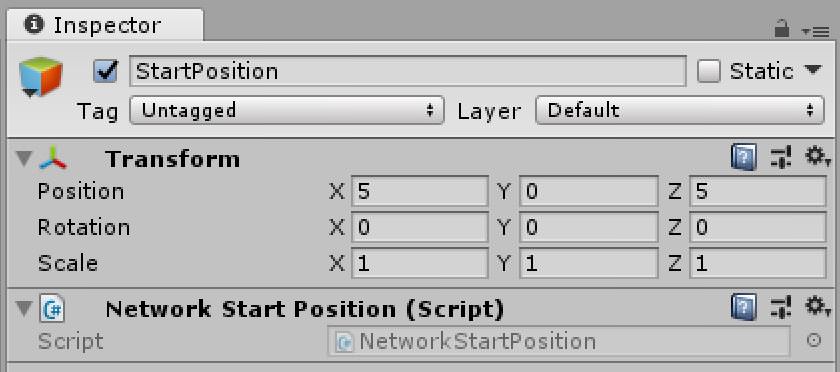 Inspector
StartPosition Static
Tag Untagged Layer Default
Transform
Position X 5 Y 0 Z 5
Rotation X 0 Y 0 Z 0
Scale X 1 Y 1 Z 1
Network Start Position (Script)
Script NetworkStartPosition